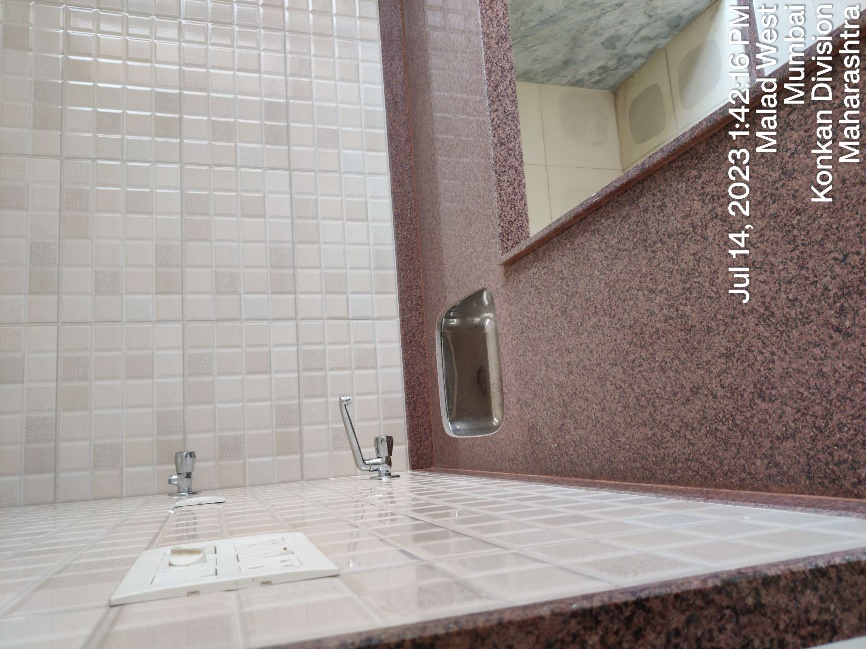 Jul 14, 2023 1:42:16 PM
Malad West
Mumbai
Konkan Division
Maharashtra